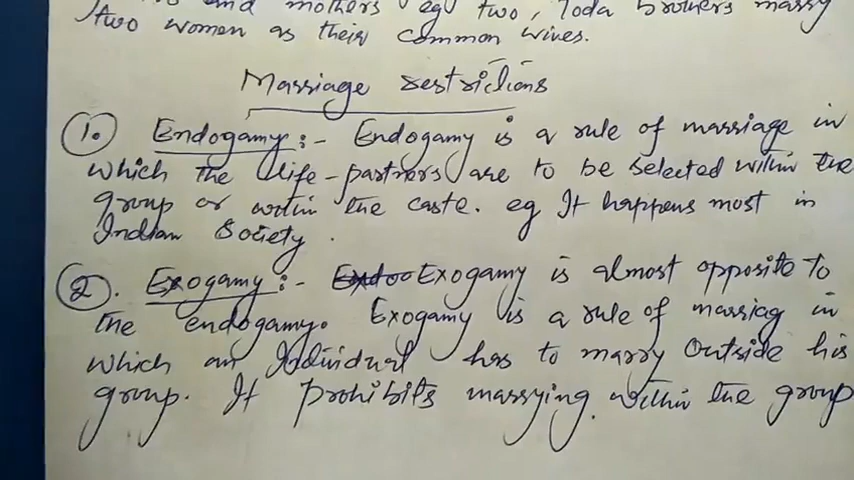 and mothers eg two, Toda brothers marry
two women as their common wives.
Marriage restrictions
1. Endogamy :- Endogamy is a rule of marriage in
which the life-partners are to be selected within the
group or within the caste. eg It happens most in
Indian Society.
2. Exogamy :- Exogamy is almost opposite to
the endogamy. Exogamy is a rule of marriag in
which an Individual has to marry outside his
group. It prohibits marrying within the group